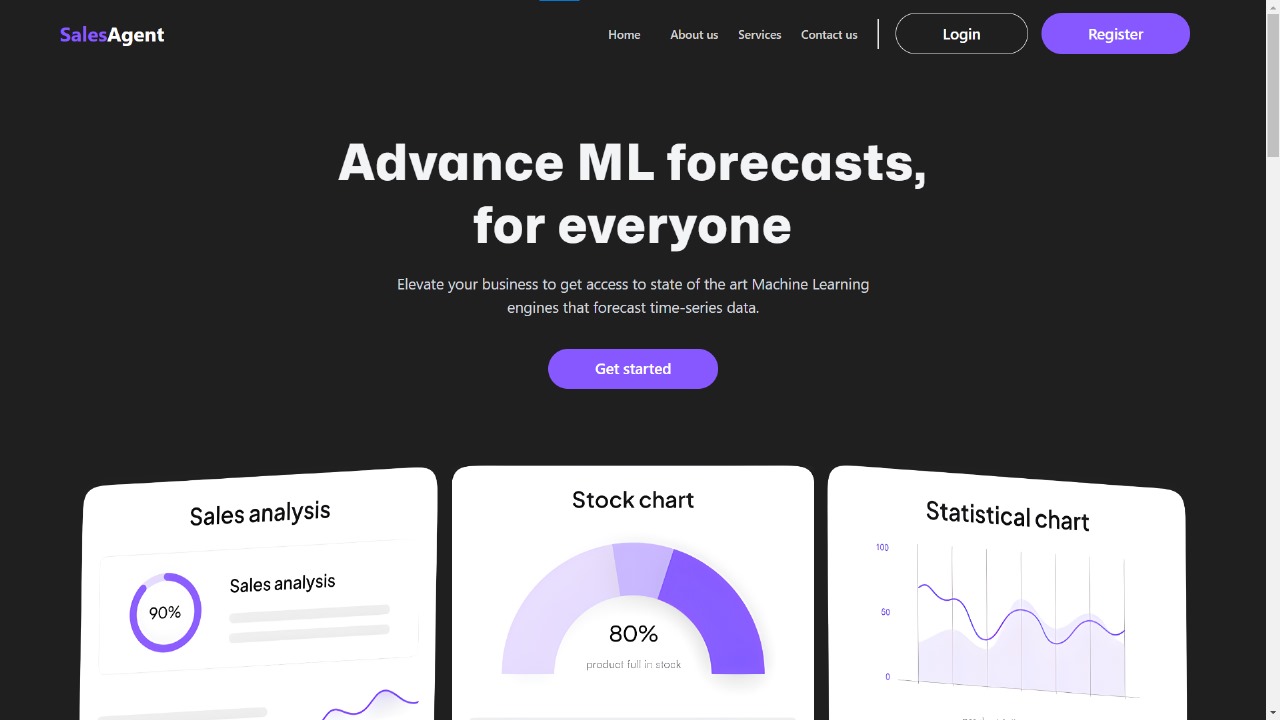 SalesAgent
Home About us Services Contact us Login Register
Advance ML forecasts,
for everyone
Elevate your business to get access to state of the art Machine Learning
engines that forecast time-series data.
Get started
Sales analysis
90%
Sales analysis
Stock chart
80%
product full in stock
Statistical chart
100
50
0